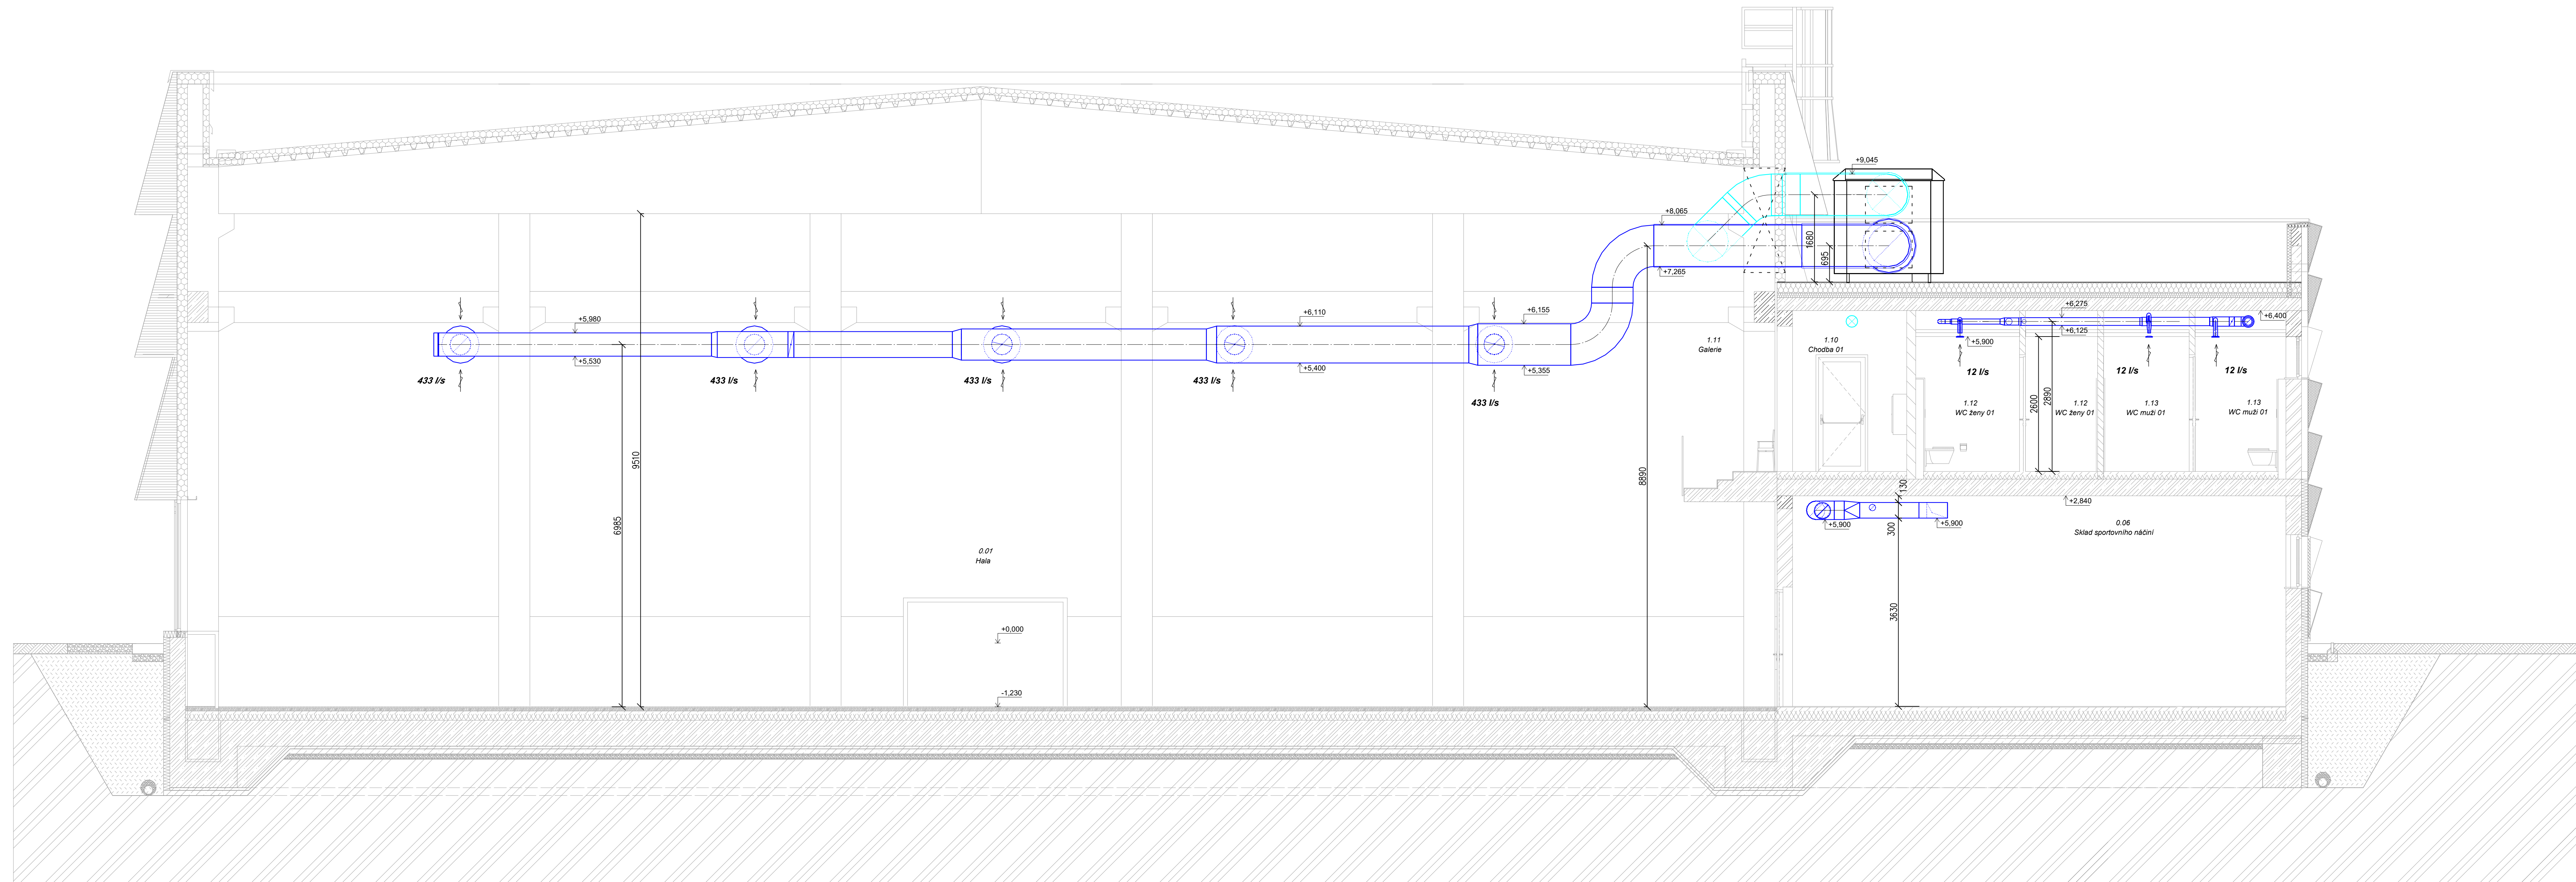 +9,045
+8,065
1680
695
+7,265
+6,275
+6,400
+6,125
+5,900
+5,980
+6,110
+6,155
+5,530
+5,400
+5,355
1.11
Galerie
1.10
Chodba 01
433 l/s
433 l/s
433 l/s
433 l/s
433 l/s
12 l/s
12 l/s
12 l/s
2600
2890
1.12
WC ženy 01
1.12
WC ženy 01
1.13
WC muži 01
1.13
WC muži 01
9510
8890
6985
130
+2,840
300
+5,900
+5,900
0.06
Sklad sportovního náčiní
0.01
Hala
3630
+0,000
-1,230